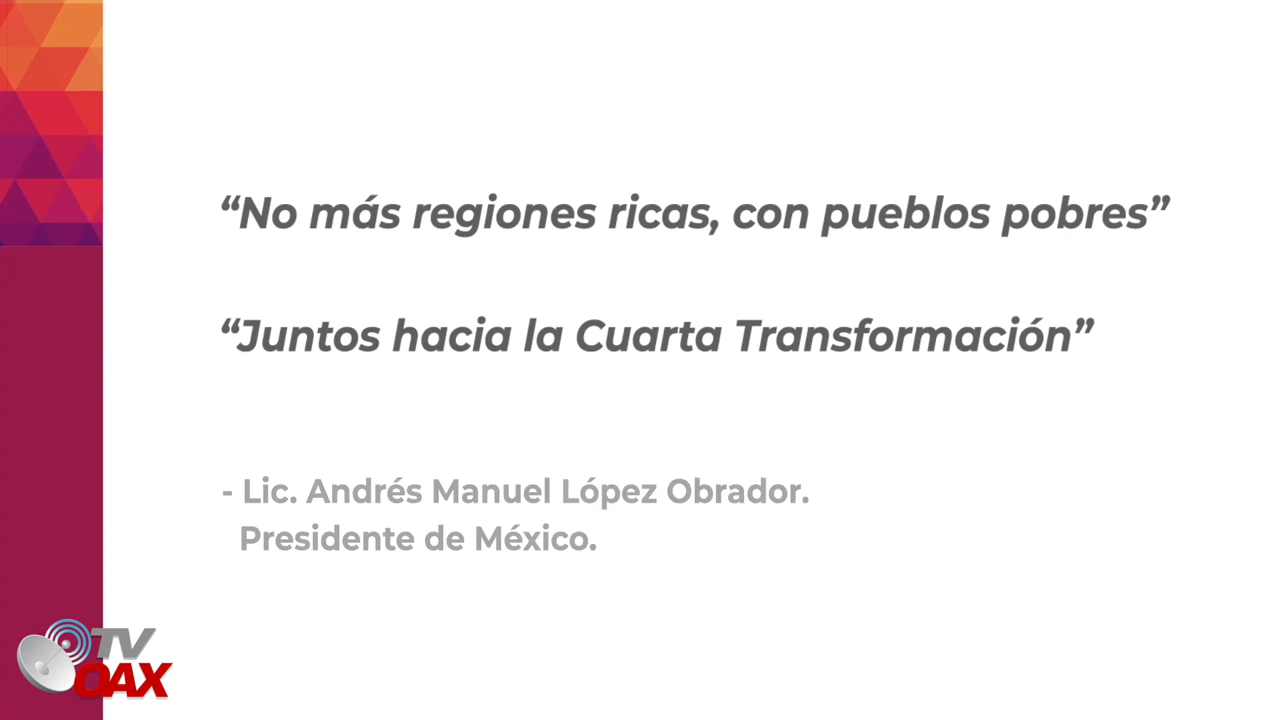 “No más regiones ricas, con pueblos pobres”
“Juntos hacia la Cuarta Transformación”
- Lic. Andrés Manuel López Obrador.
Presidente de México.
TV
OAX